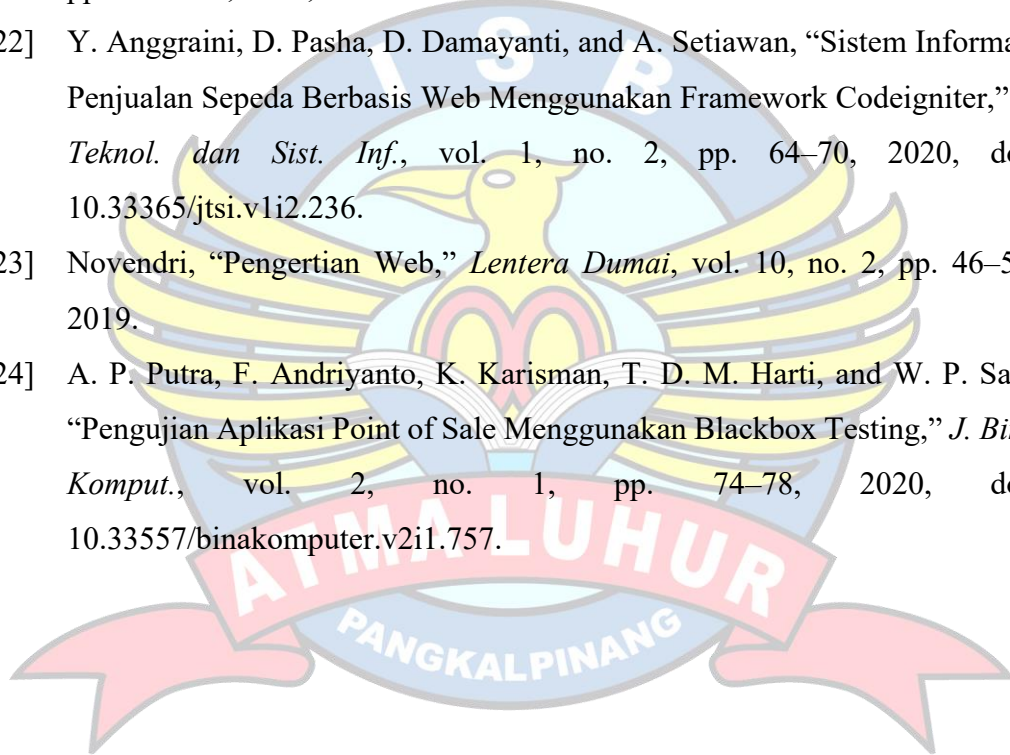 22] Y. Anggraini, D. Pasha, D. Damayanti, and A. Setiawan, “Sistem Informa
Penjualan Sepeda Berbasis Web Menggunakan Framework Codeigniter,”
Teknol. dan Sist. Inf., vol. 1, no. 2, pp. 64–70, 2020, do
10.33365/jtsi.v1i2.236.
23] Novendri, “Pengertian Web,” Lentera Dumai, vol. 10, no. 2, pp. 46–5
2019.
24] A. P. Putra, F. Andriyanto, K. Karisman, T. D. M. Harti, and W. P. Sa
“Pengujian Aplikasi Point of Sale Menggunakan Blackbox Testing,” J. Bi
Komput., vol. 2, no. 1, pp. 74–78, 2020, do
10.33557/binakomputer.v2i1.757.
I S B
ATMA LUHUR
PANGKALPINANG